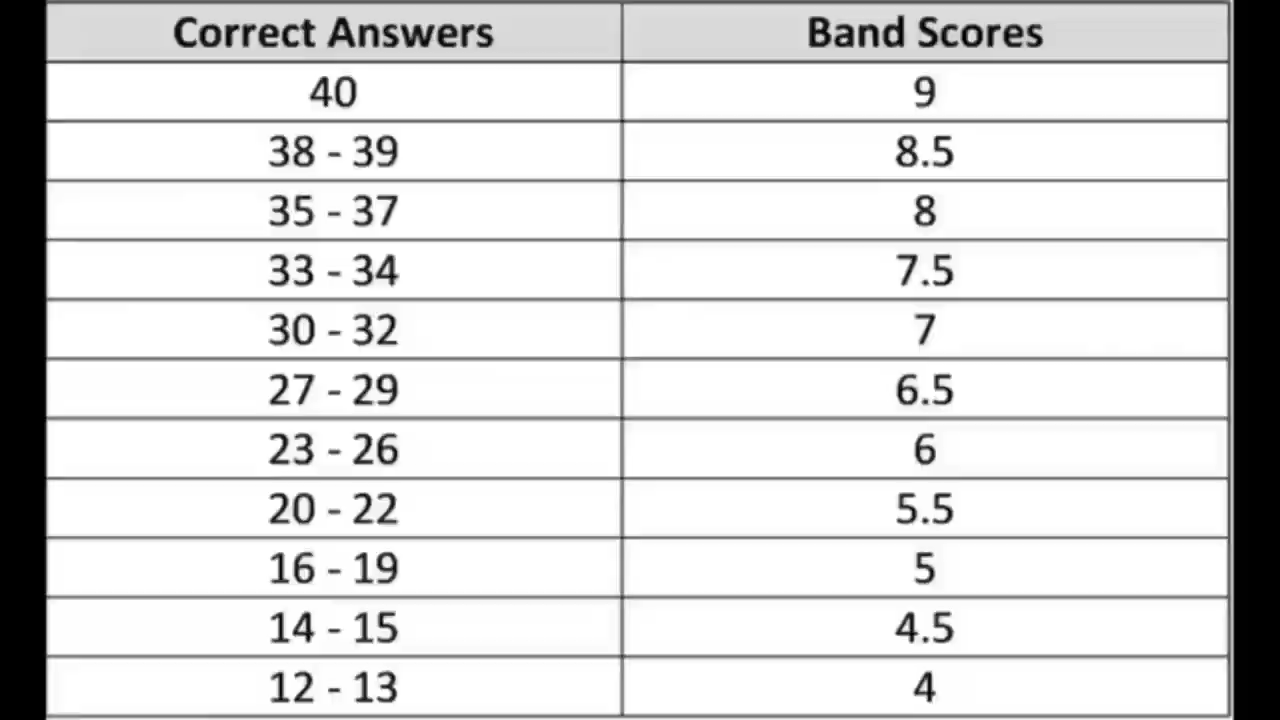 Correct Answers Band Scores
40 9
38 - 39 8.5
35 - 37 8
33 - 34 7.5
30 - 32 7
27 - 29 6.5
23 - 26 6
20 - 22 5.5
16 - 19 5
14 - 15 4.5
12 - 13 4